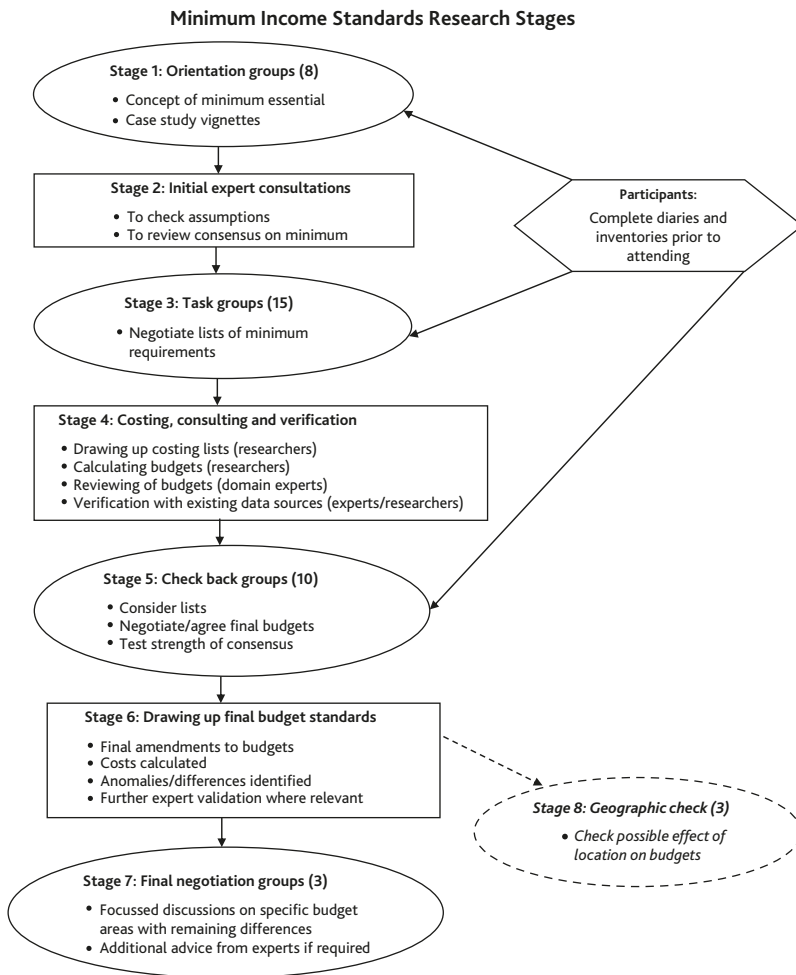 Minimum Income Standards Research Stages
Stage 1: Orientation groups (8)
• Concept of minimum essential
• Case study vignettes
Stage 2: Initial expert consultations
• To check assumptions
• To review consensus on minimum
Participants:
Complete diaries and
inventories prior to
attending
Stage 3: Task groups (15)
• Negotiate lists of minimum
requirements
Stage 4: Costing, consulting and verification
• Drawing up costing lists (researchers)
• Calculating budgets (researchers)
• Reviewing of budgets (domain experts)
• Verification with existing data sources (experts/researchers)
Stage 5: Check back groups (10)
• Consider lists
• Negotiate/agree final budgets
• Test strength of consensus
Stage 6: Drawing up final budget standards
• Final amendments to budgets
• Costs calculated
• Anomalies/differences identified
• Further expert validation where relevant
Stage 8: Geographic check (3)
• Check possible effect of
location on budgets
Stage 7: Final negotiation groups (3)
• Focussed discussions on specific budget
areas with remaining differences
• Additional advice from experts if required